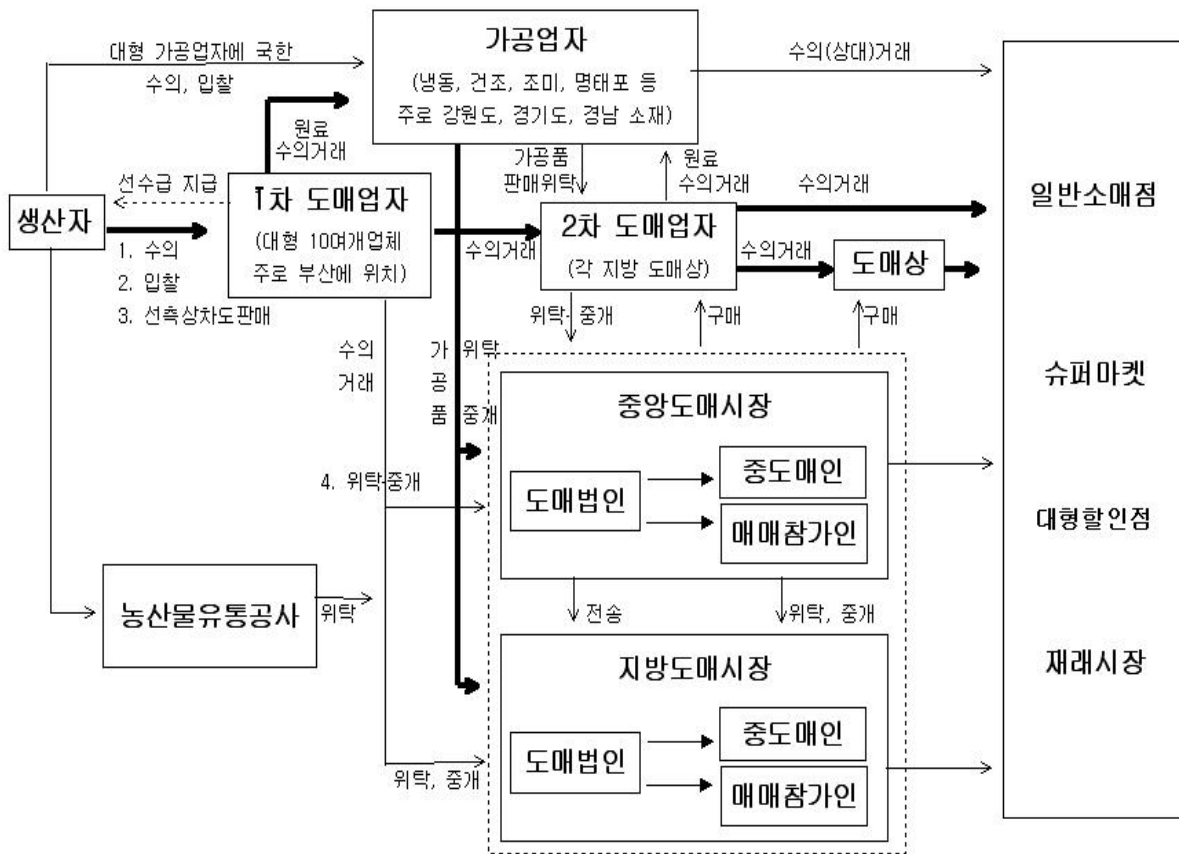 가공업자
(냉동, 건조, 조미, 명태포 등
주로 강원도, 경기도, 경남 소재)
대형 가공업자에 국한
수의, 입찰
수의(상대)거래
원료
수의거래
선수급 지급
생산자
1. 수의
2. 입찰
3. 선측상차도판매
1차 도매업자
(대형 10여개업체
주로 부산에 위치)
수의거래
가공품
판매위탁
원료
수의거래
2차 도매업자
(각 지방 도매상)
수의거래
수의거래
도매상
위탁· 중개
구매
구매
수의
거래
가
공
품
위탁
중개
4. 위탁·중개
중앙도매시장
도매법인
중도매인
매매참가인
전송
위탁, 중개
농산물유통공사
위탁
위탁, 중개
지방도매시장
도매법인
중도매인
매매참가인
일반소매점
슈퍼마켓
대형할인점
재래시장